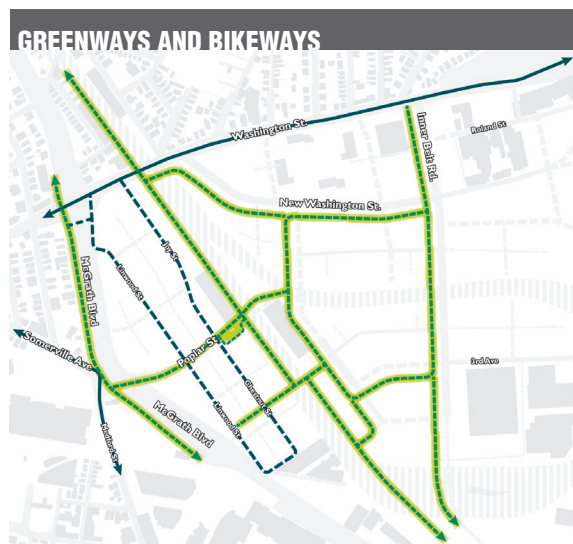 GREENWAYS AND BIKEWAYS
Washington St.
Inner Belt Rd.
Roland St
New Washington St.
McGrath Blvd
Linwood St
Joy St
Somerville Ave
Poplar St.
3rd Ave
Medford St.
McGrath Blvd
Linwood St.
Chestnut St.